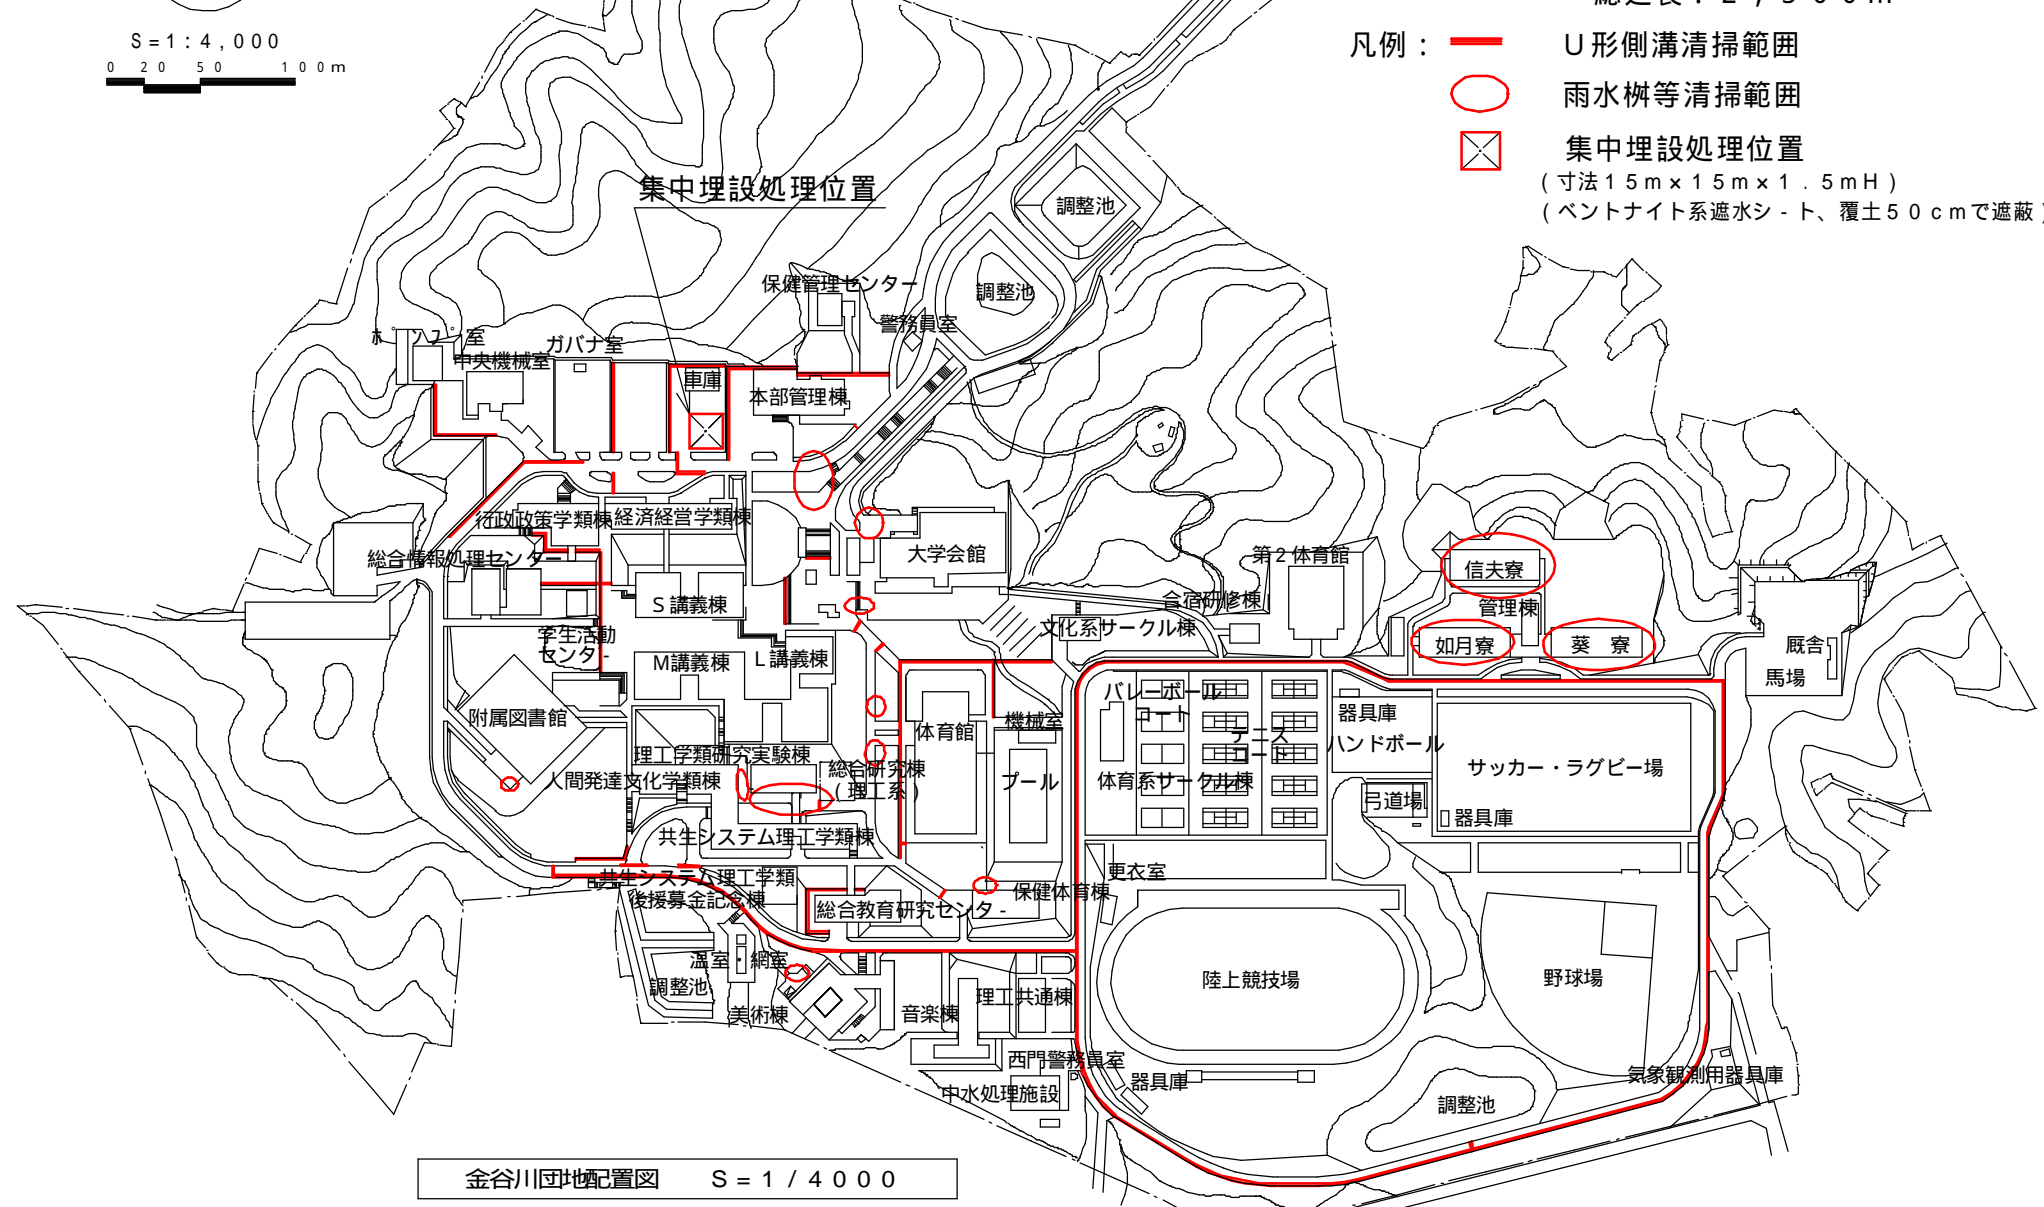 S=1:4,000
0 20 50 100m
凡例：
U形側溝清掃範囲
雨水桝等清掃範囲
集中埋設処理位置
(寸法15m×15m×1.5mH)
(ベントナイト系遮水シ-ト、覆土50cmで遮蔽)
集中埋設処理位置
調整池
調整池
保健管理センター
警務員室
ﾎﾟﾝﾌﾟ室
中央機械室
ガバナ室
車庫
本部管理棟
行政政策学類棟
経済経営学類棟
総合情報処理センター
大学会館
第2体育館
信夫寮
S講義棟
合宿研修棟
管理棟
文化系サークル棟
学生活動
センタ-
M講義棟
L講義棟
如月寮
葵 寮
厩舎
馬場
附属図書館
体育館
機械室
バレーボール
コート
テニス
コート
器具庫
ハンドボール
サッカー・ラグビー場
理工学類研究実験棟
人間発達文化学類棟
総合研究棟
(理工系)
プール
体育系サークル棟
弓道場
器具庫
共生システム理工学類棟
共生システム理工学類
後援募金記念棟
更衣室
保健体育棟
総合教育研究センタ-
温室・網室
調整池
美術棟
音楽棟
理工共通棟
陸上競技場
野球場
西門警務員室
中水処理施設
器具庫
気象観測用器具庫
調整池
金谷川団地配置図 S=1/4000